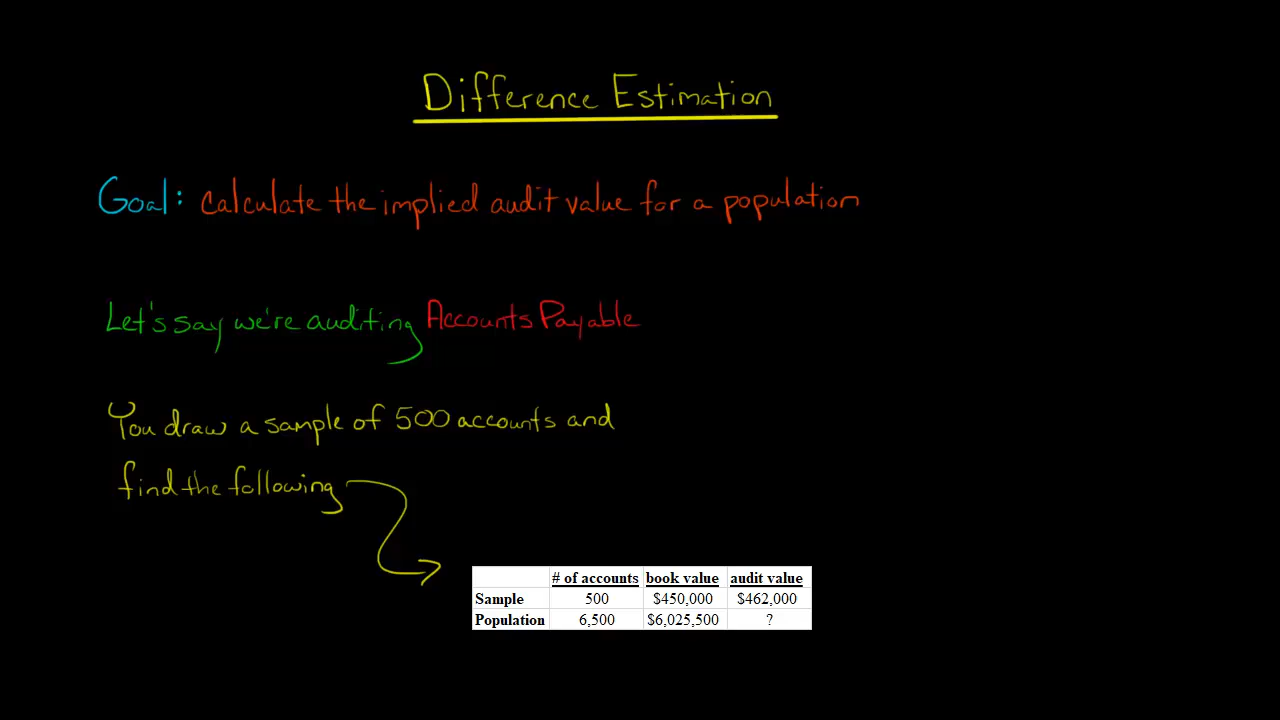 Difference Estimation
Goal: calculate the implied audit value for a population
Let's say we're auditing Accounts Payable
You draw a sample of 500 accounts and
find the following
# of accounts book value audit value
Sample 500 $450,000 $462,000
Population 6,500 $6,025,500 ?